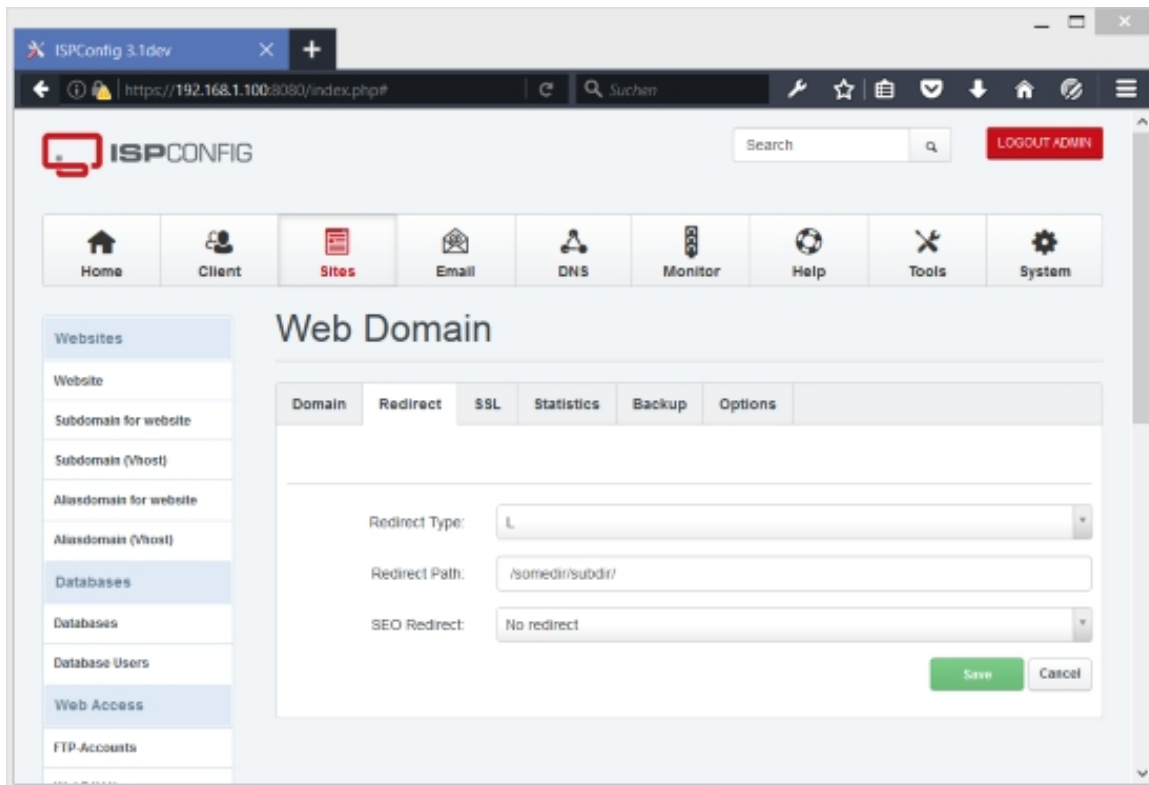 ISPConfig 3.1dev
https://192.168.1.100:8080/index.php#
Suchen
ISPCONFIG
Search
LOGOUT ADMIN
Home Client Sites Email DNS Monitor Help Tools System
Websites
Website
Subdomain for website
Subdomain (Vhost)
Aliasdomain for website
Aliasdomain (Vhost)
Databases
Databases
Database Users
Web Access
FTP-Accounts
Web Domain
Domain Redirect SSL Statistics Backup Options
Redirect Type: L
Redirect Path: /somedir/subdir/
SEO Redirect: No redirect
Save Cancel